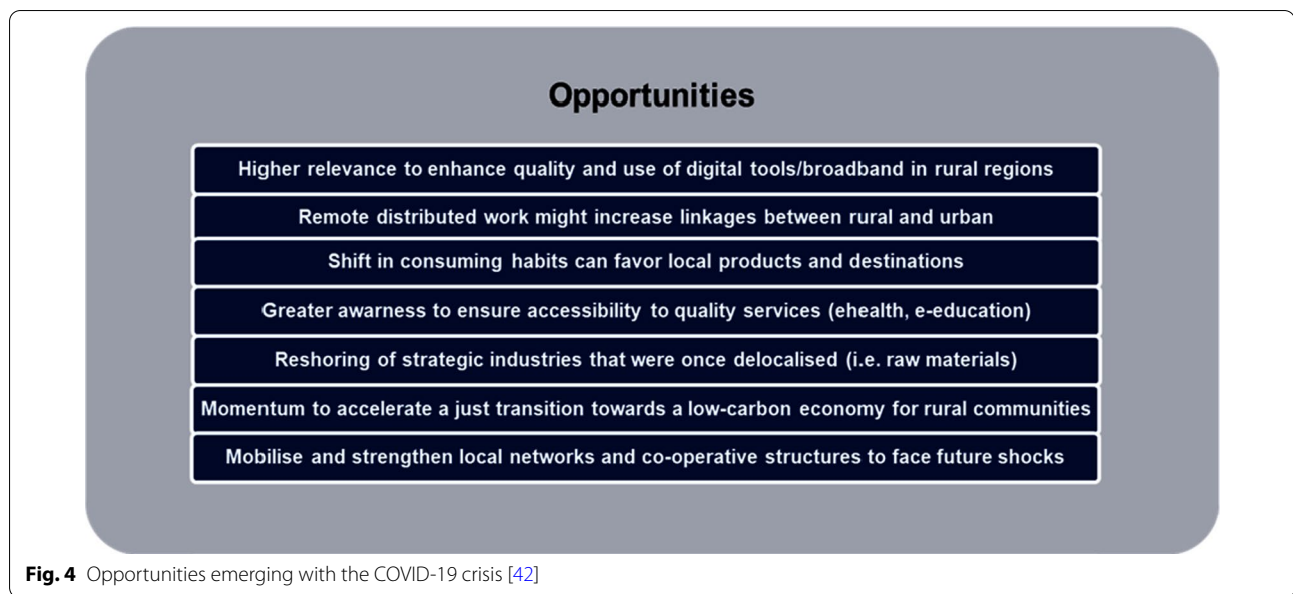 Opportunities
Higher relevance to enhance quality and use of digital tools/broadband in rural regions
Remote distributed work might increase linkages between rural and urban
Shift in consuming habits can favor local products and destinations
Greater awarness to ensure accessibility to quality services (ehealth, e-education)
Reshoring of strategic industries that were once delocalised (i.e. raw materials)
Momentum to accelerate a just transition towards a low-carbon economy for rural communities
Mobilise and strengthen local networks and co-operative structures to face future shocks
Fig. 4 Opportunities emerging with the COVID-19 crisis [42]